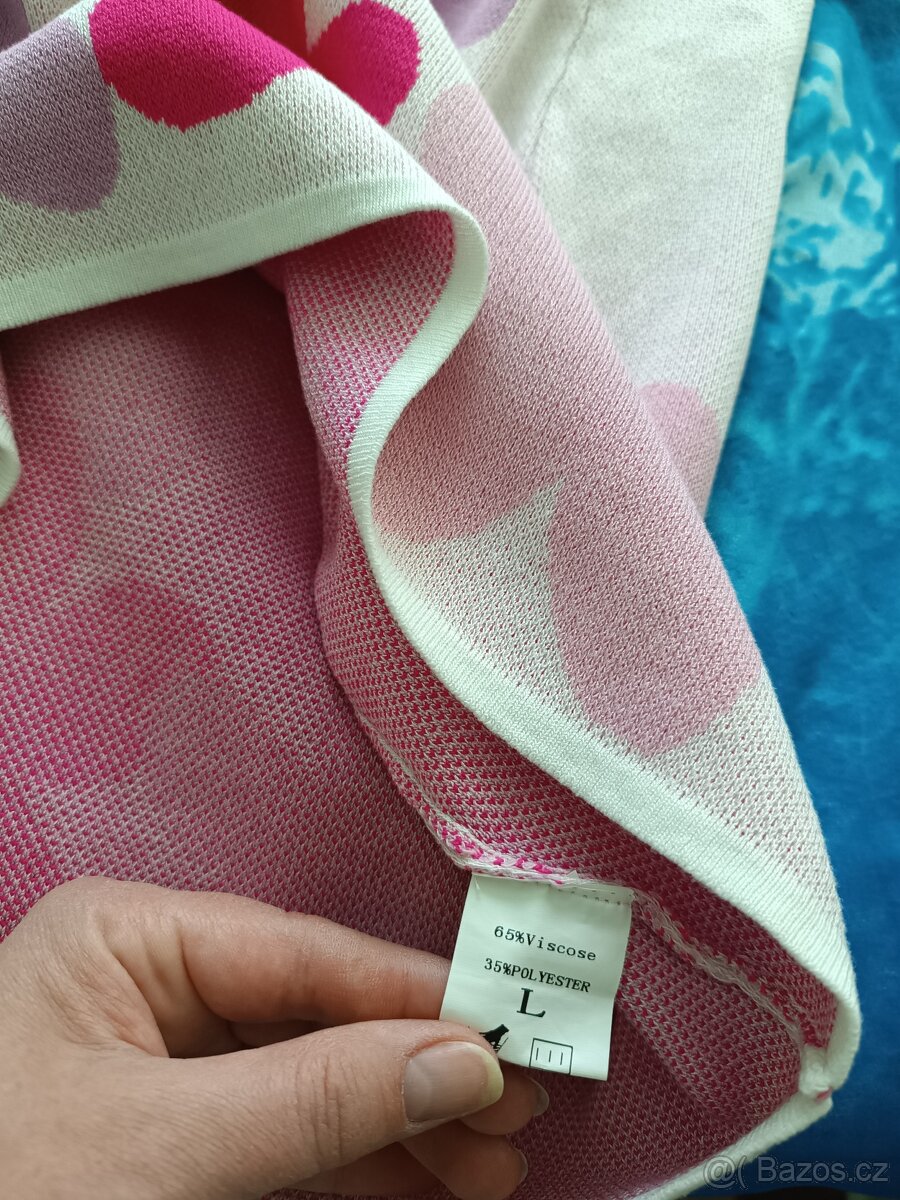 65%Viscose
35%POLYESTER
L
@( Bazos.cz